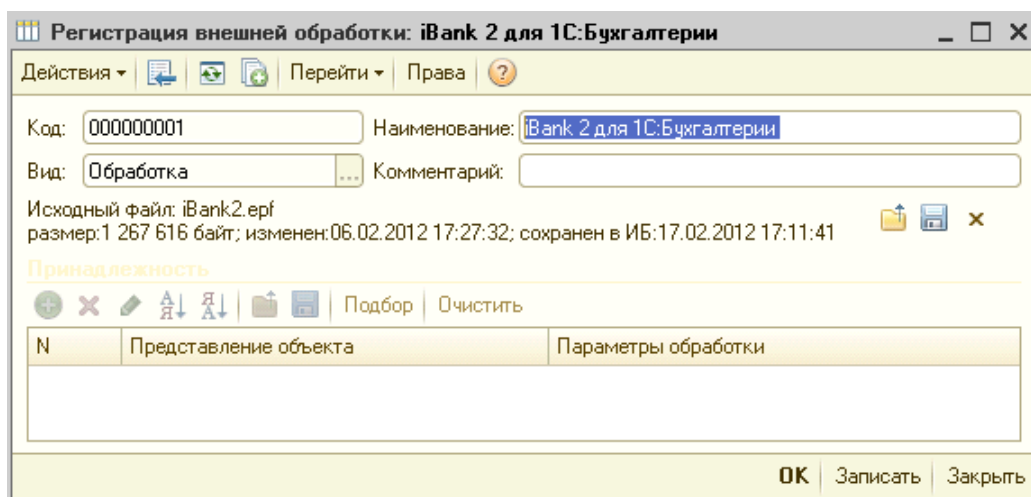 Регистрация внешней обработки: iBank 2 для 1С:Бухгалтерии
Действия Перейти Права ?
Код: 000000001 Наименование: iBank 2 для 1С:Бухгалтерии
Вид: Обработка ... Комментарий:
Исходный файл: iBank2.epf
размер:1 267 616 байт; изменен:06.02.2012 17:27:32; сохранен в ИБ:17.02.2012 17:11:41
Принадлежность
Подбор Очистить
N Представление объекта Параметры обработки
OK Записать Закрыть